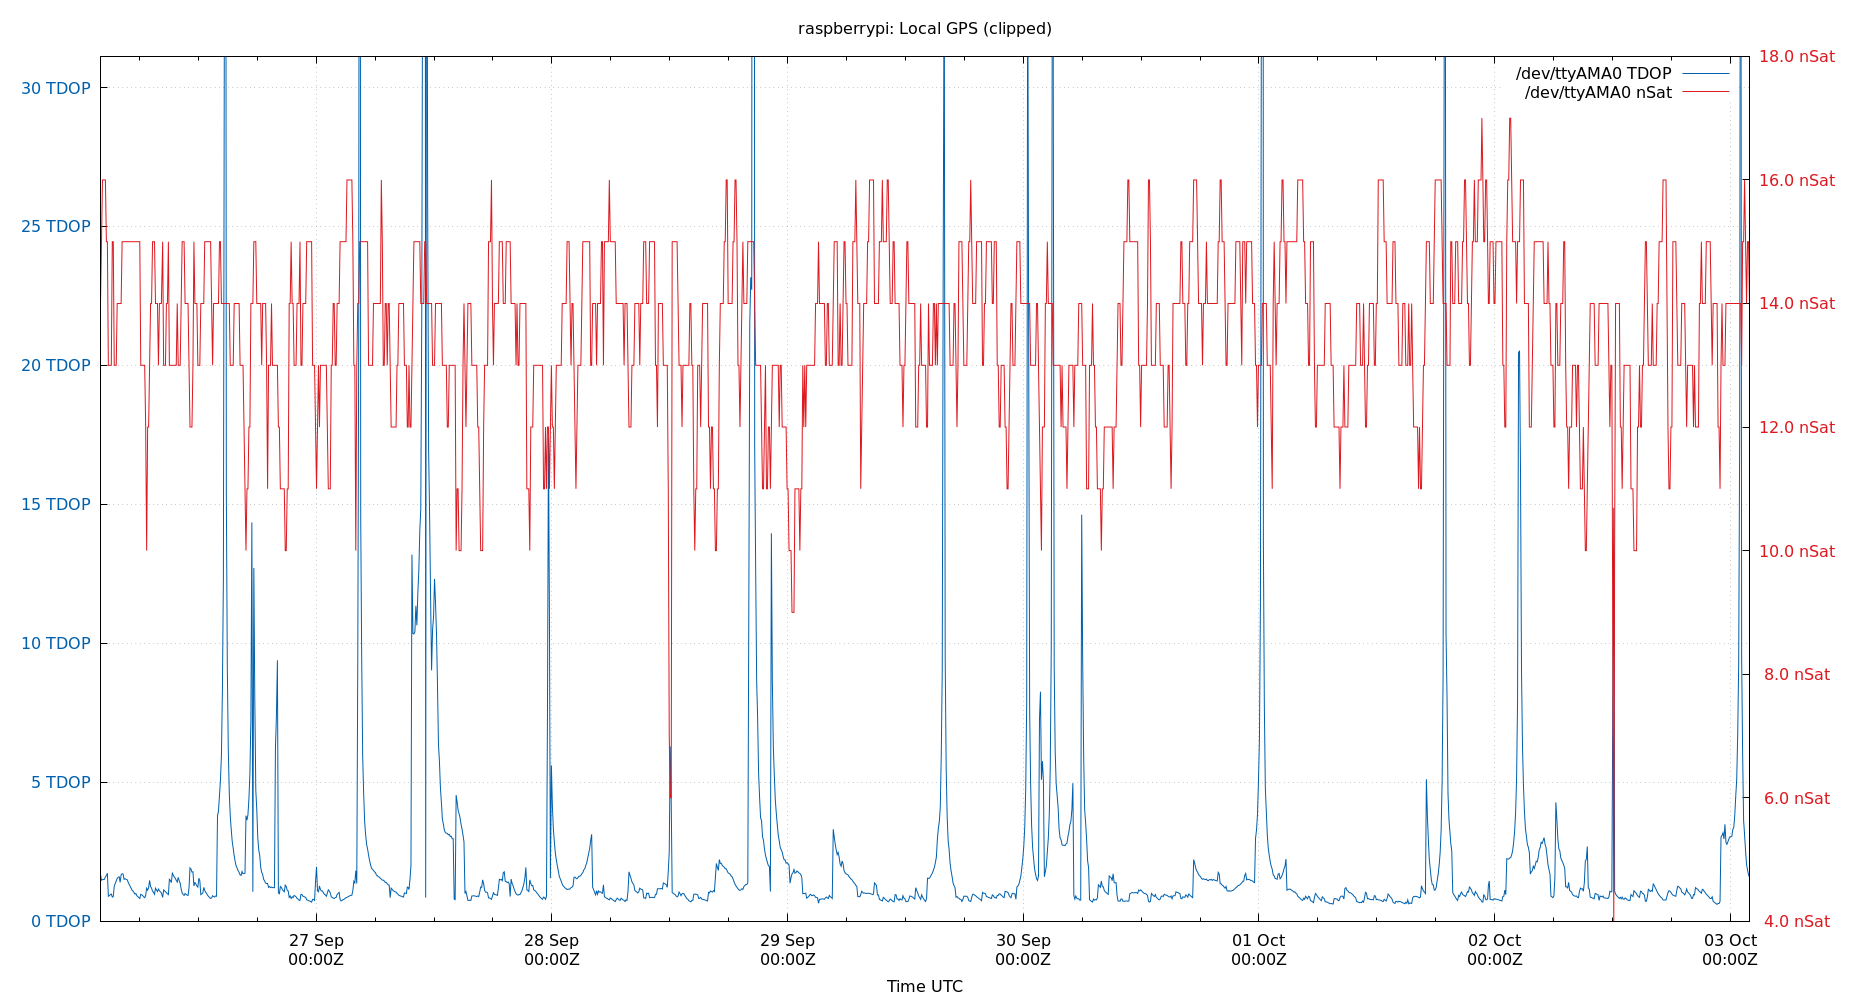 raspberrypi: Local GPS (clipped)
/dev/ttyAMA0 TDOP
/dev/ttyAMA0 nSat
30 TDOP
25 TDOP
20 TDOP
15 TDOP
10 TDOP
5 TDOP
0 TDOP
18.0 nSat
16.0 nSat
14.0 nSat
12.0 nSat
10.0 nSat
8.0 nSat
6.0 nSat
4.0 nSat
27 Sep
00:00Z
28 Sep
00:00Z
29 Sep
00:00Z
30 Sep
00:00Z
01 Oct
00:00Z
02 Oct
00:00Z
03 Oct
00:00Z
Time UTC